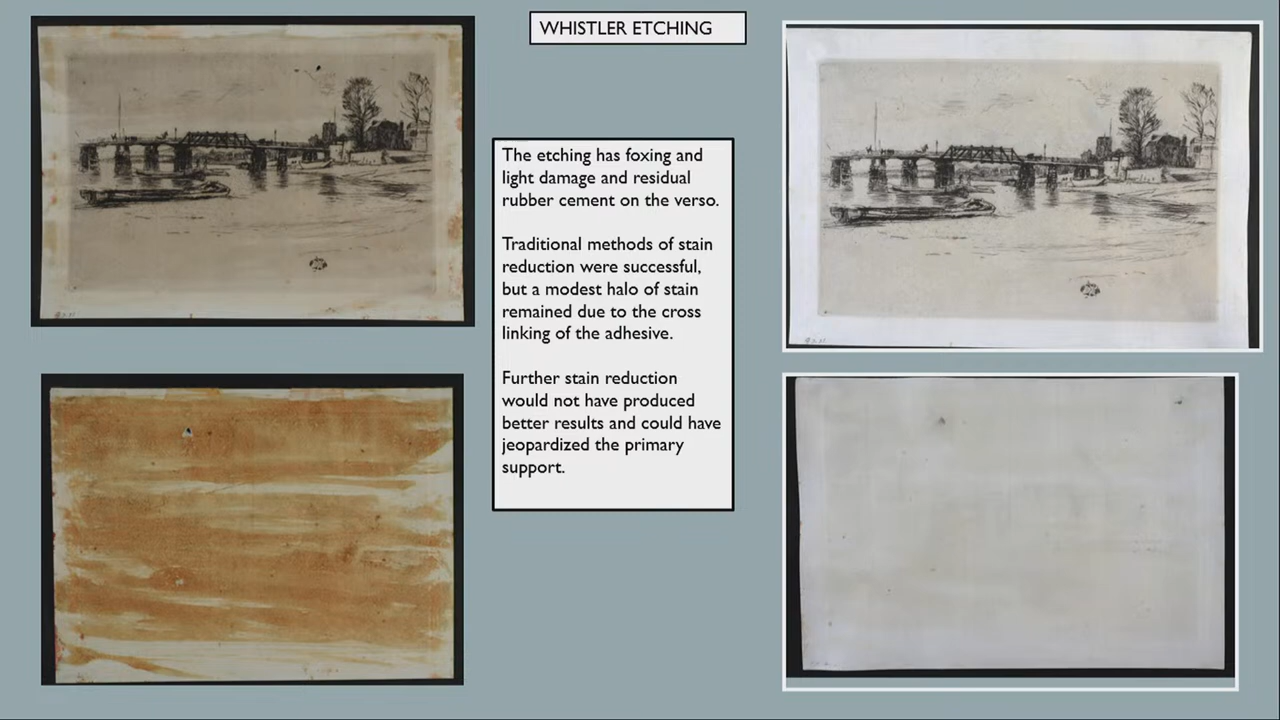 WHISTLER ETCHING
The etching has foxing and
light damage and residual
rubber cement on the verso.
Traditional methods of stain
reduction were successful,
but a modest halo of stain
remained due to the cross
linking of the adhesive.
Further stain reduction
would not have produced
better results and could have
jeopardized the primary
support.